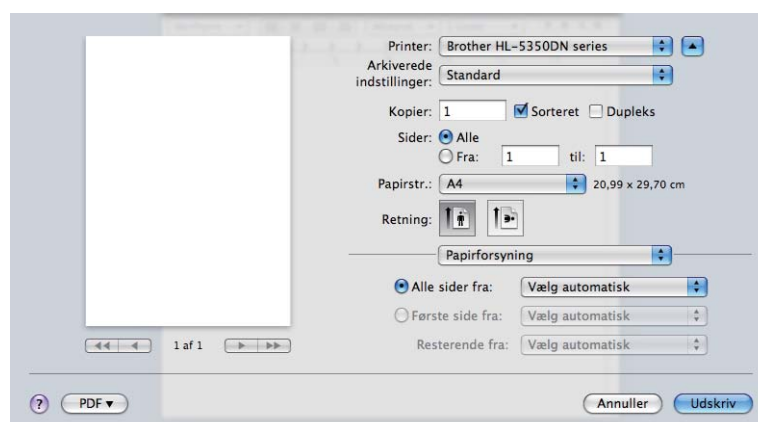 Printer: Brother HL-5350DN series
Arkiverede
indstillinger: Standard
Kopier: 1 Sorteret Dupleks
Sider: Alle
Fra: 1 til: 1
Papirstr.: A4 20,99 x 29,70 cm
Retning:
Papirforsyning
Alle sider fra: Vælg automatisk
Første side fra: Vælg automatisk
Resterende fra: Vælg automatisk
1 af 1
? PDF ▾ Annuller Udskriv